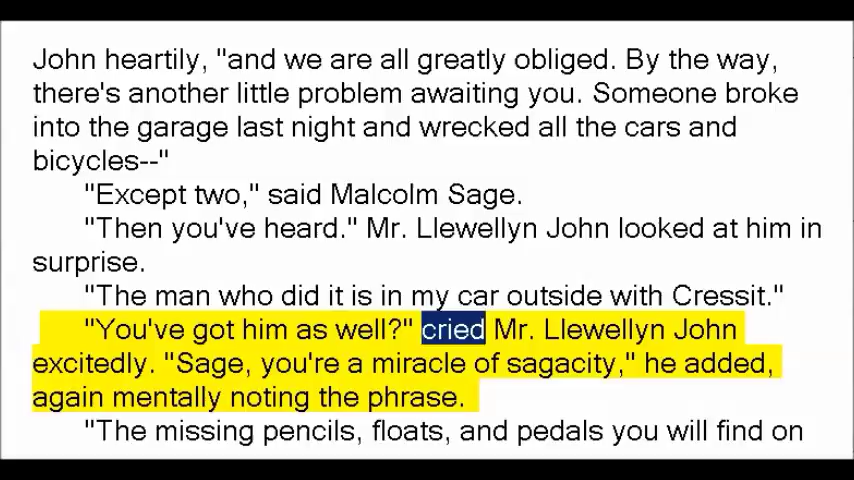 John heartily, "and we are all greatly obliged. By the way,
there's another little problem awaiting you. Someone broke
into the garage last night and wrecked all the cars and
bicycles--"
"Except two," said Malcolm Sage.
"Then you've heard." Mr. Llewellyn John looked at him in
surprise.
"The man who did it is in my car outside with Cressit."
"You've got him as well?" cried Mr. Llewellyn John
excitedly. "Sage, you're a miracle of sagacity," he added,
again mentally noting the phrase.
"The missing pencils, floats, and pedals you will find on